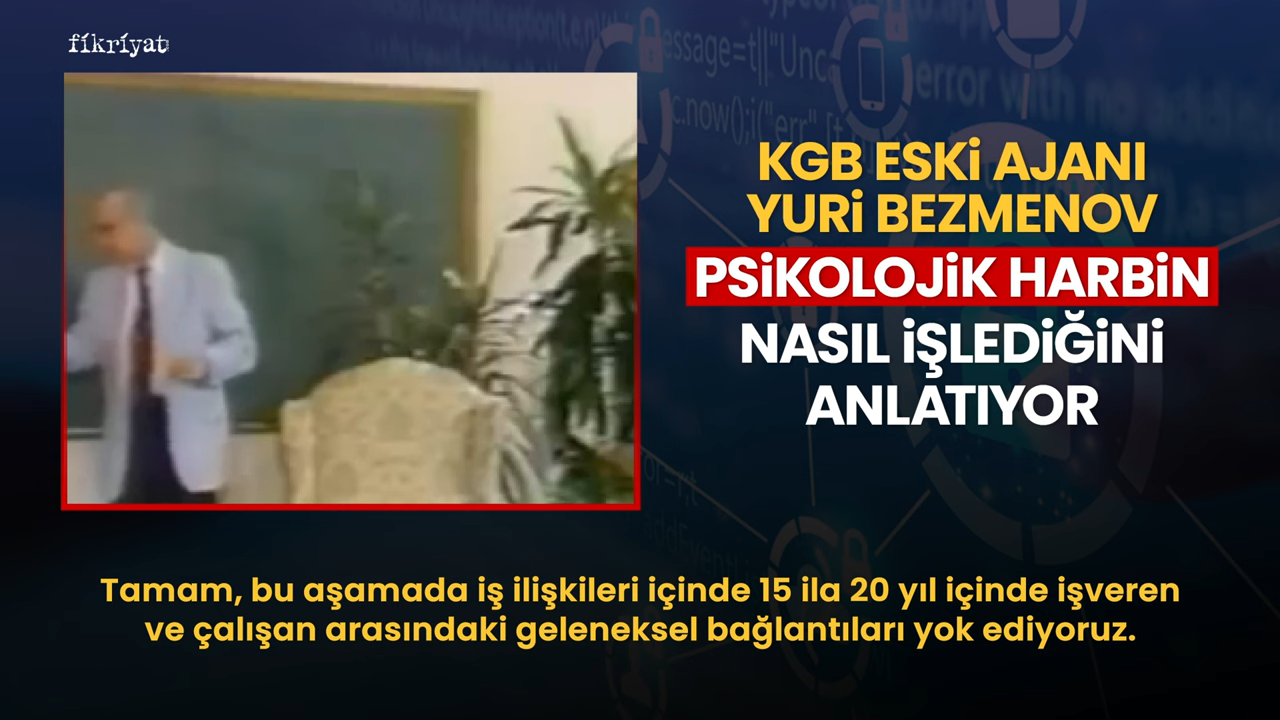 fikriyat
KGB ESKİ AJANI
YURİ BEZMENOV
PSİKOLOJİK HARBİN
NASIL İŞLEDİĞİNİ
ANLATIYOR
Tamam, bu aşamada iş ilişkileri içinde 15 ila 20 yıl içinde işveren
ve çalışan arasındaki geleneksel bağlantıları yok ediyoruz.